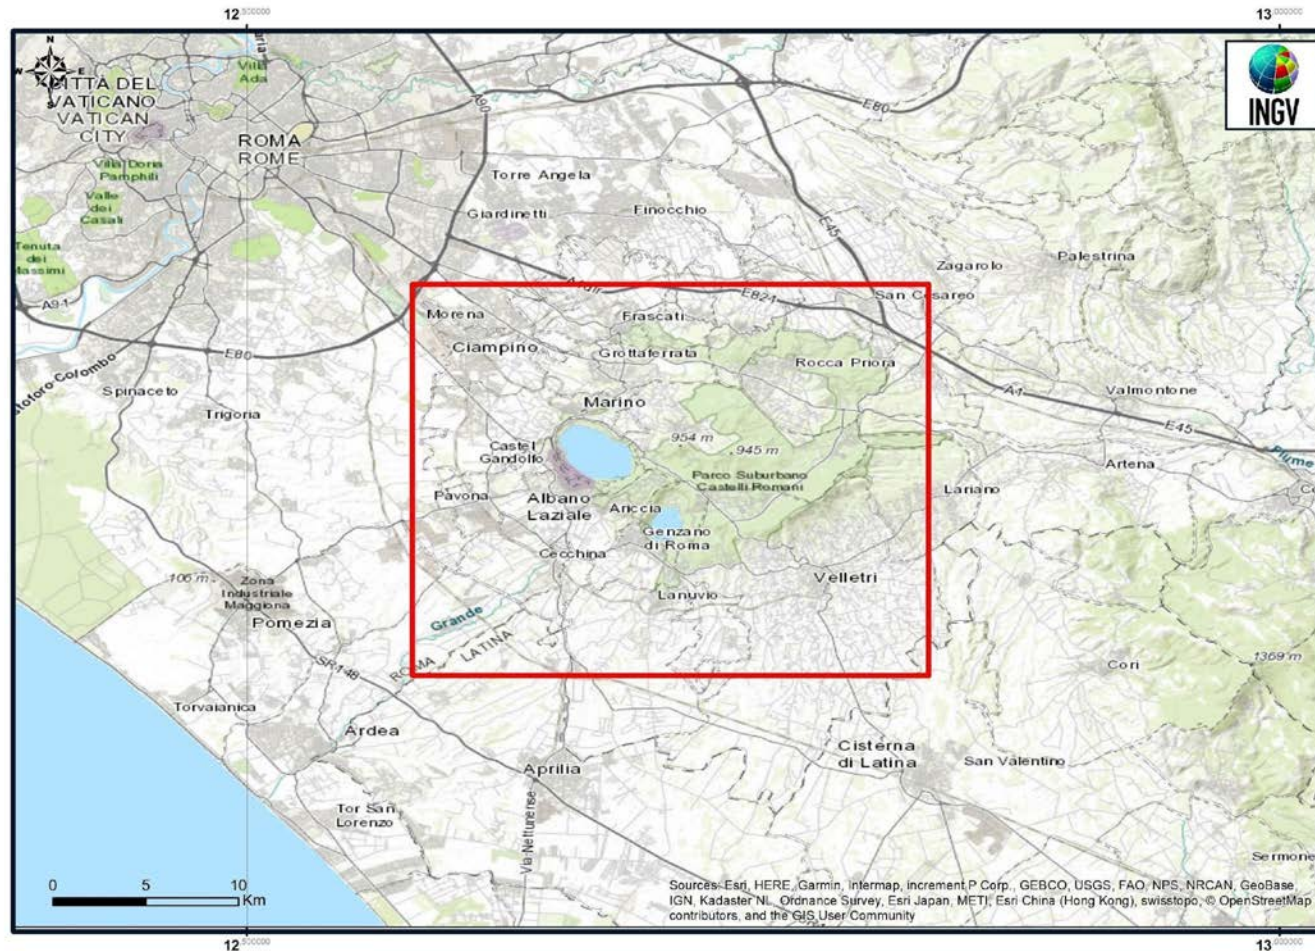 12,500000
13,000000
N
W
E
S
CITTÀ DEL
VATICANO
VATICAN
CITY
Villa
Ada
A90
E80
INGV
ROMA
ROME
Villa Doria
Pamphili
Valle
dei
Casali
Tenuta
dei
Massimi
A91
Torre Angela
Giardinetti
Finocchio
E45
Zagarolo
Palestrina
E821
San Cesareo
Morena
Frascati
Ciampino
Grottaferrata
Rocca Priora
E80
Spinaceto
Trigoria
A1
Valmontone
E45
Marino
954 m
945 m
Castel
Gandolfo
Parco Suburbano
Castelli Romani
Artena
Fiume
Pavona
Albano
Laziale
Ariccia
Lariano
Genzano
di Roma
Cecchina
Velletri
106 m
Zona
Industriale
Maggiona
Pomezia
Lanuvio
Grande
ROMA
LATINA
SR148
Cori
1369 m
Torvaianica
Ardea
Cisterna
di Latina
San Valentino
Aprilia
Tor San
Lorenzo
Via Nettunense
Sermone
0 5 10
Km
Sources: Esri, HERE, Garmin, Intermap, increment P Corp., GEBCO, USGS, FAO, NPS, NRCAN, GeoBase,
IGN, Kadaster NL, Ordnance Survey, Esri Japan, METI, Esri China (Hong Kong), swisstopo, © OpenStreetMap
contributors, and the GIS User Community
12,500000
13,000000